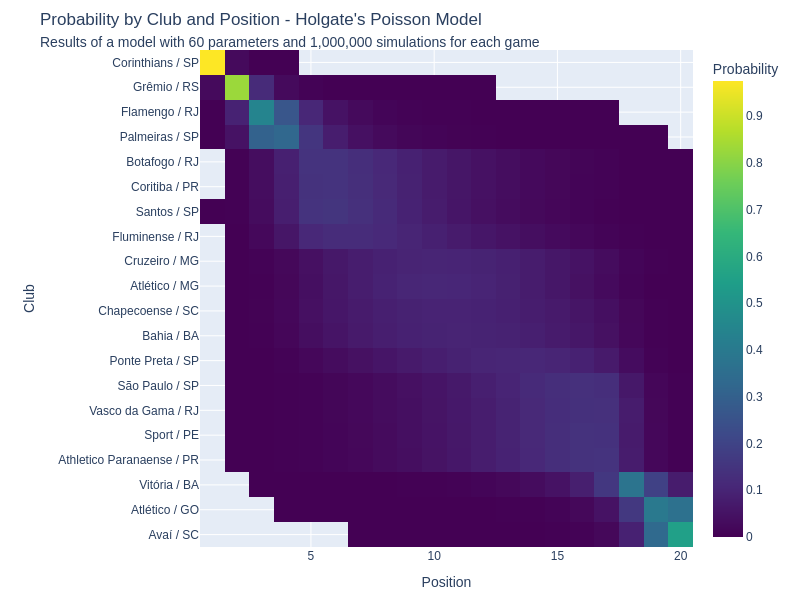 Probability by Club and Position - Holgate's Poisson Model
Results of a model with 60 parameters and 1,000,000 simulations for each game
Probability
Club
Corinthians / SP
Grêmio / RS
Flamengo / RJ
Palmeiras / SP
Botafogo / RJ
Coritiba / PR
Santos / SP
Fluminense / RJ
Cruzeiro / MG
Atlético / MG
Chapecoense / SC
Bahia / BA
Ponte Preta / SP
São Paulo / SP
Vasco da Gama / RJ
Sport / PE
Athletico Paranaense / PR
Vitória / BA
Atlético / GO
Avaí / SC
0.9
0.8
0.7
0.6
0.5
0.4
0.3
0.2
0.1
0
5 10 15 20
Position